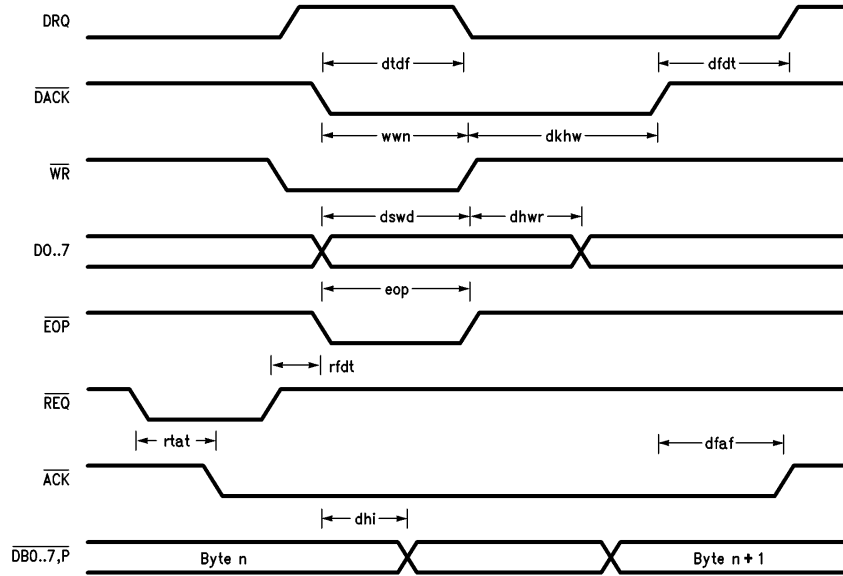 DRQ
dtdf
dfdt
DACK
wwn
dkhw
WR
dswd
dhwr
D0..7
eop
EOP
rfdt
REQ
rtat
dfaf
ACK
dhi
DB0..7,P
Byte n
Byte n+1